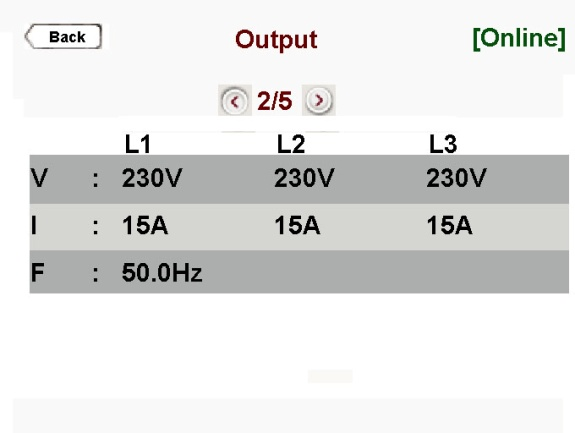 Back Output [Online]
2/5
L1 L2 L3
V : 230V 230V 230V
I : 15A 15A 15A
F : 50.0Hz